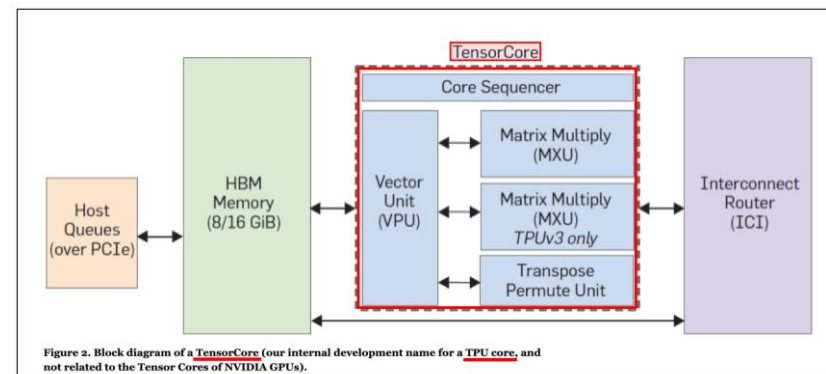 TensorCore
Core Sequencer
Host
Queues
(over PCIe)
HBM
Memory
(8/16 GiB)
Vector
Unit
(VPU)
Matrix Multiply
(MXU)
Matrix Multiply
(MXU)
TPUv3 only
Transpose
Permute Unit
Interconnect
Router
(ICI)
Figure 2. Block diagram of a TensorCore (our internal development name for a TPU core, and
not related to the Tensor Cores of NVIDIA GPUs).